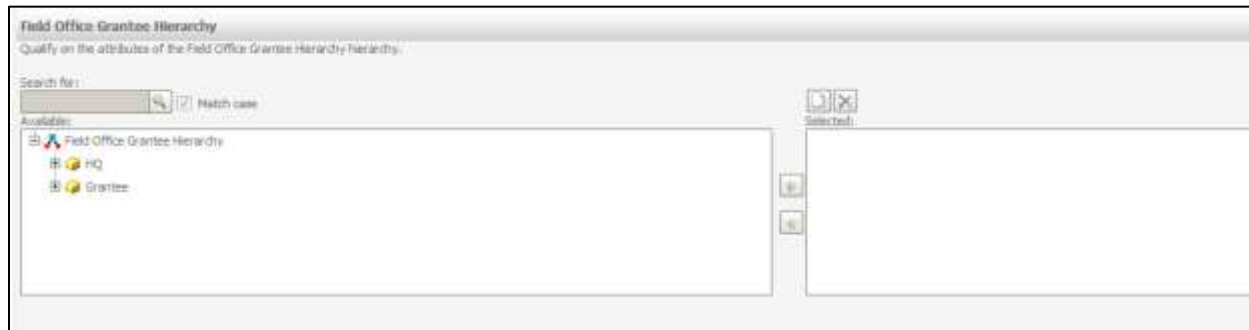 Field Office Grantee Hierarchy
Qualify on the attributes of the Field Office Grantee Hierarchy hierarchy.
Search for:
Match case
Available:
Selected:
Field Office Grantee Hierarchy
HQ
Grantee